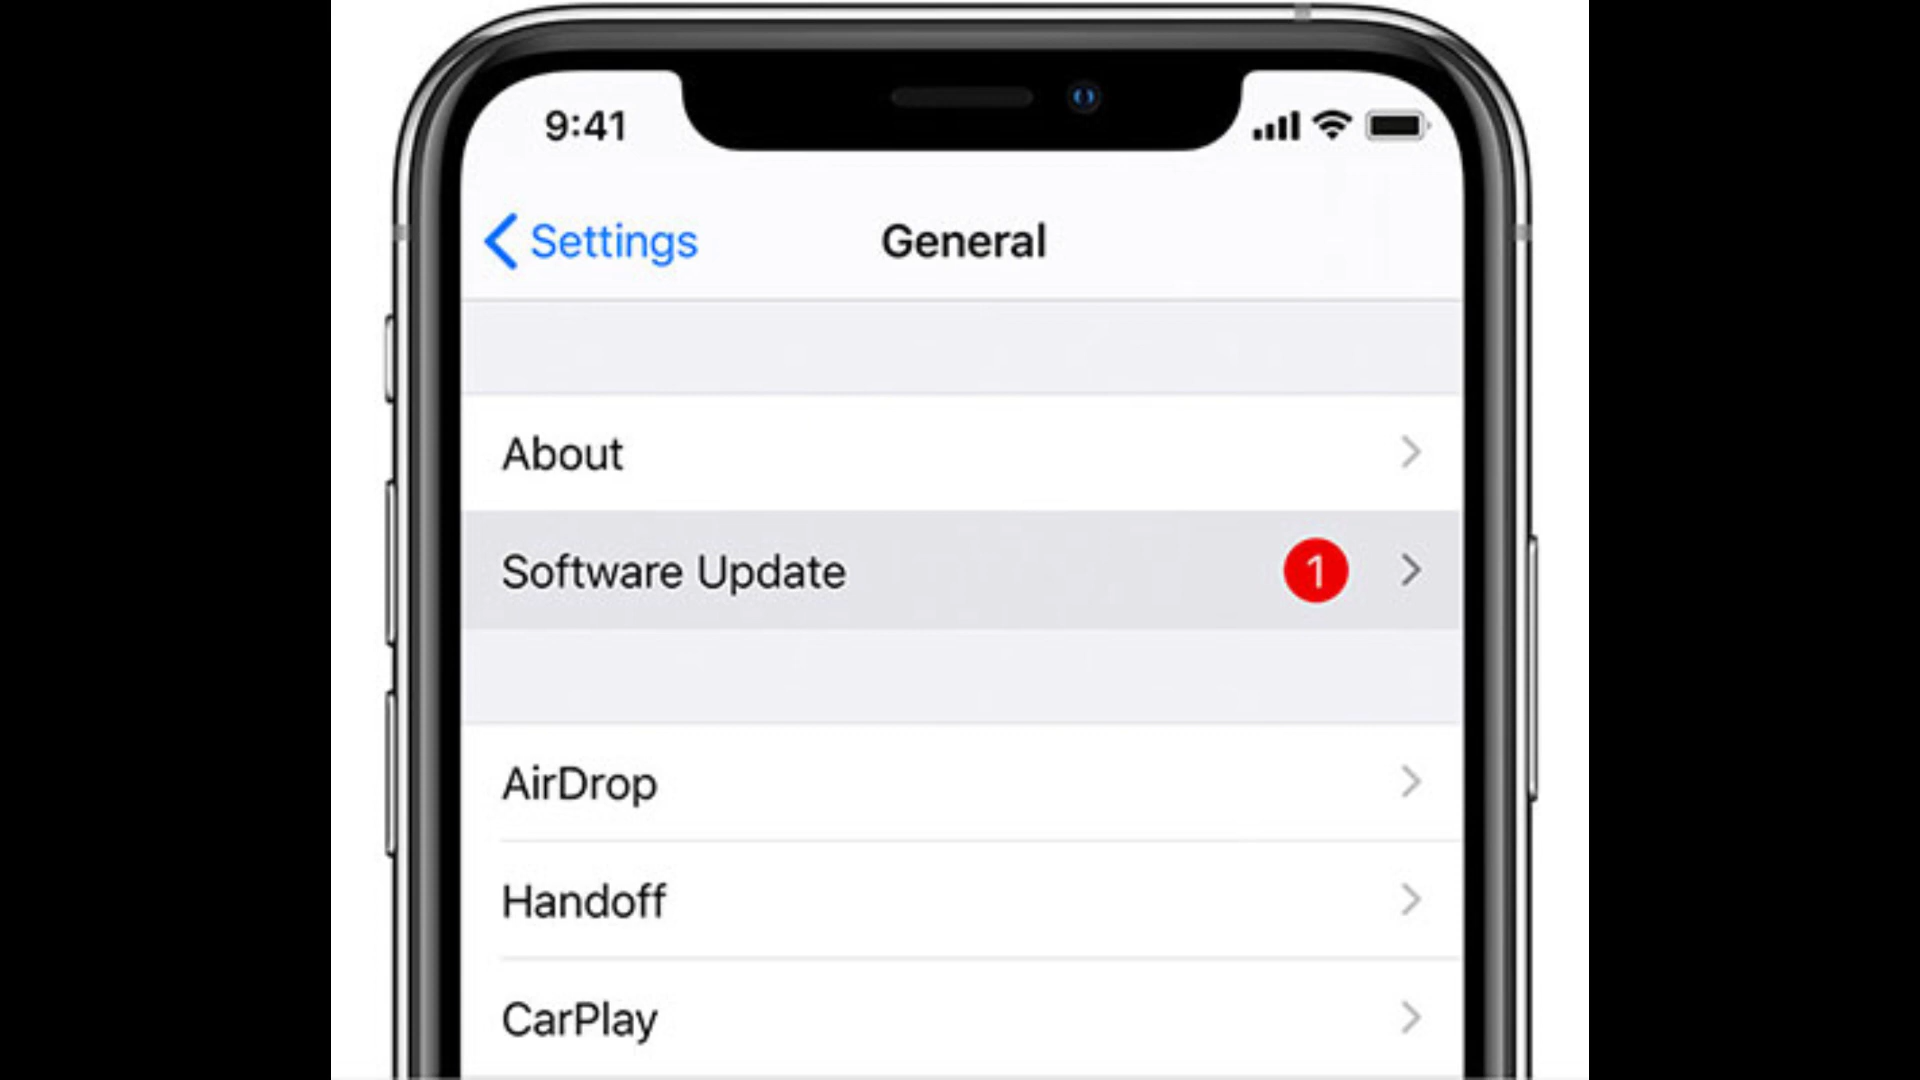 9:41
Settings
General
About
Software Update
1
AirDrop
Handoff
CarPlay